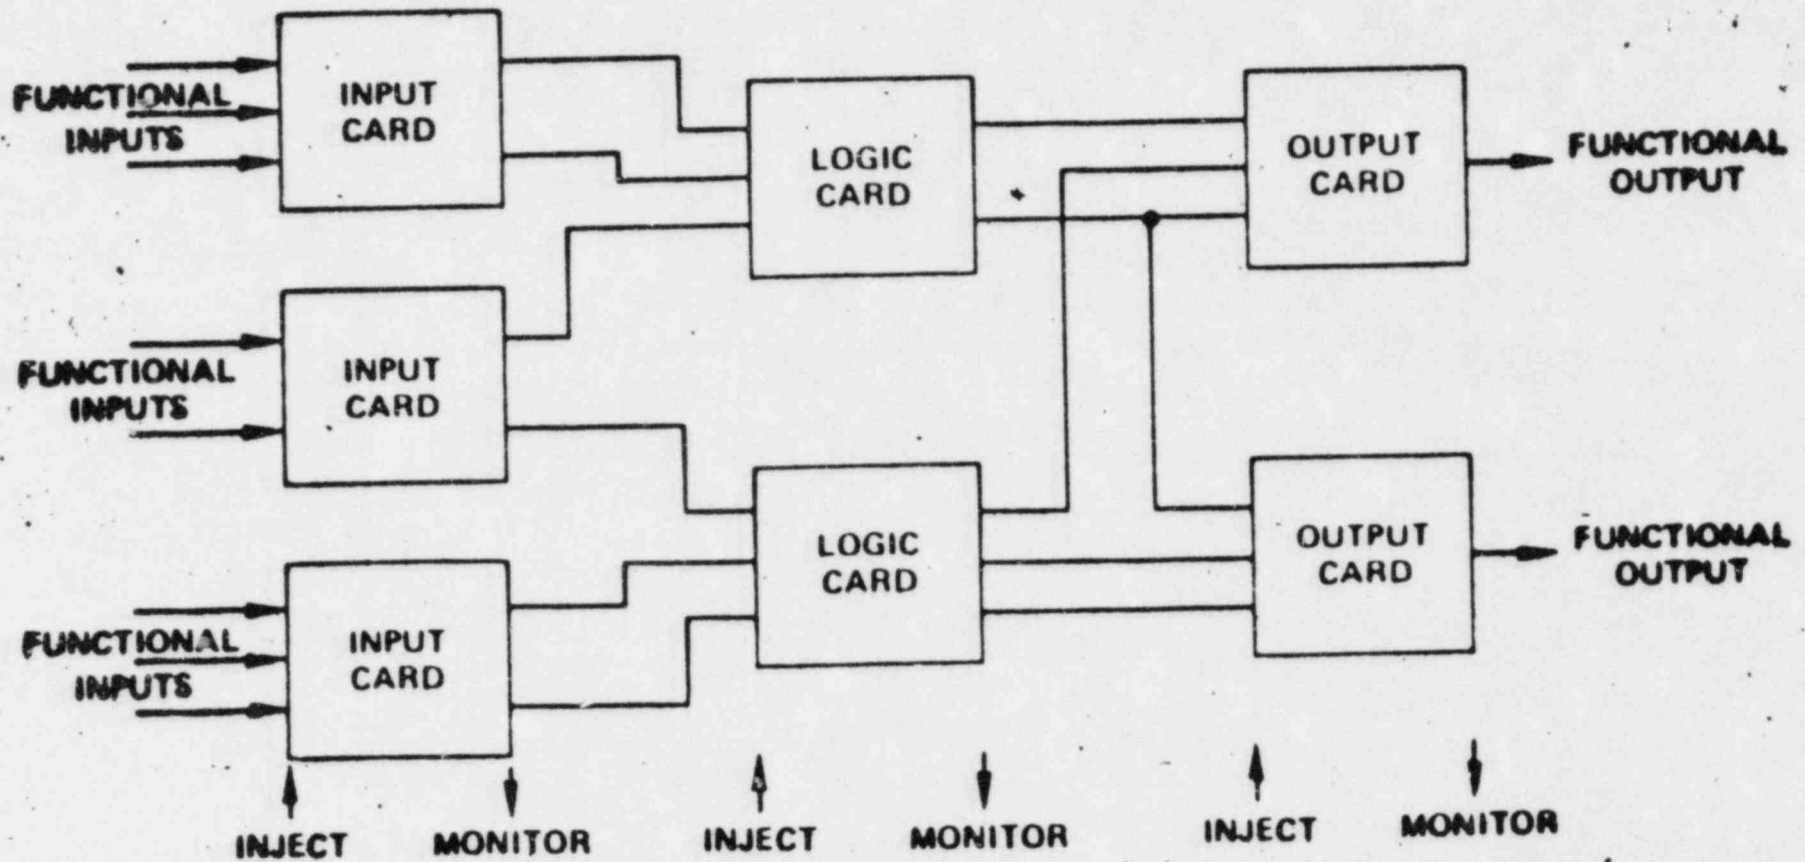 FUNCTIONAL
INPUTS
INPUT
CARD
LOGIC
CARD
OUTPUT
CARD
FUNCTIONAL
OUTPUT
FUNCTIONAL
INPUTS
INPUT
CARD
LOGIC
CARD
OUTPUT
CARD
FUNCTIONAL
OUTPUT
FUNCTIONAL
INPUTS
INPUT
CARD
INJECT
MONITOR
INJECT
MONITOR
INJECT
MONITOR